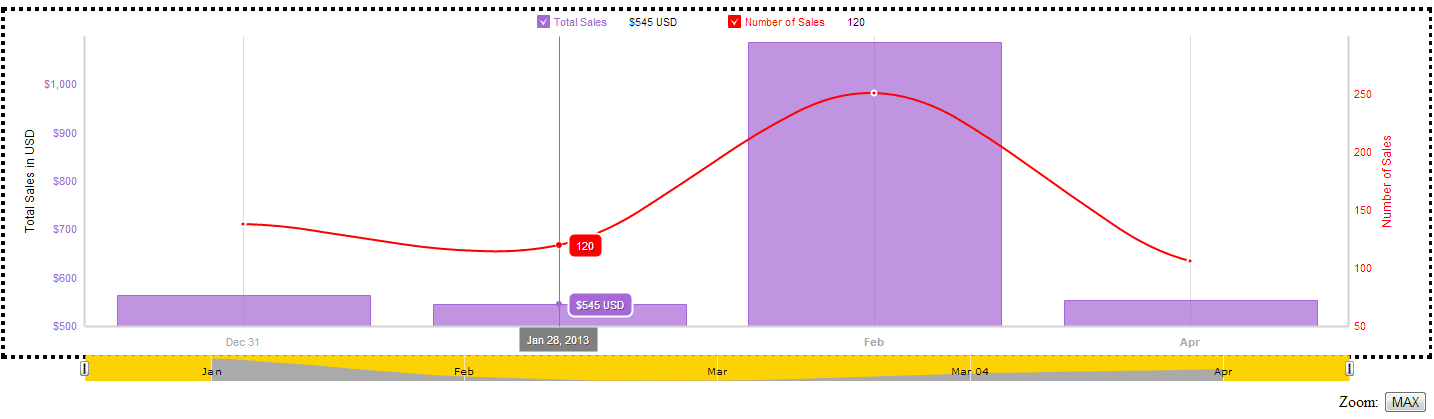 Total Sales $545 USD Number of Sales 120
$1,000
$900
$800
$700
$600
$500
Total Sales in USD
250
200
150
100
50
Number of Sales
120
$545 USD
Dec 31 Jan 28, 2013 Feb Apr
Jan Feb Mar Mar 04 Apr
Zoom: MAX